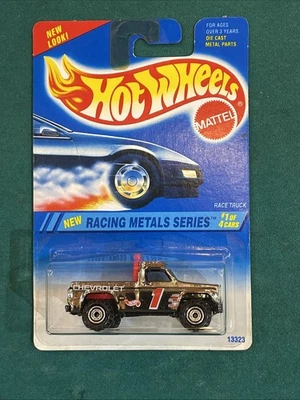 NEW
LOOK!
FOR AGES
OVER 3 YEARS
DIE CAST
METAL PARTS
HOT WHEELS
MATTEL
RACE TRUCK
NEW RACING METALS SERIES™ #1 OF
4 CARS
CHEVROLET
1
13323